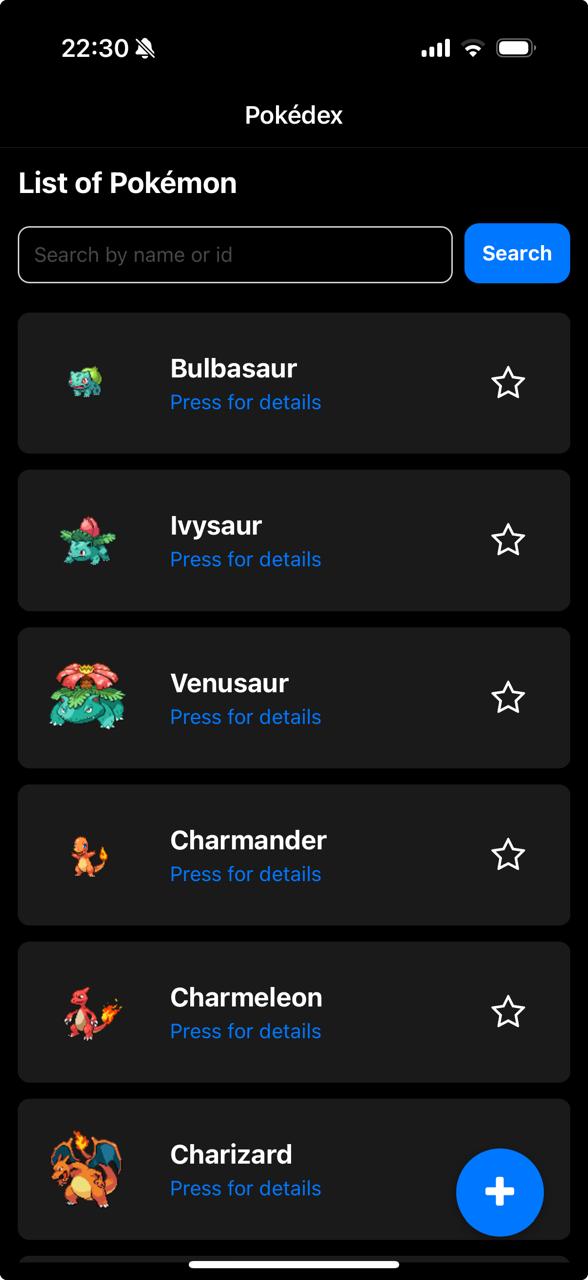 22:30
Pokédex
List of Pokémon
Search by name or id
Search
Bulbasaur
Press for details
Ivysaur
Press for details
Venusaur
Press for details
Charmander
Press for details
Charmeleon
Press for details
Charizard
Press for details